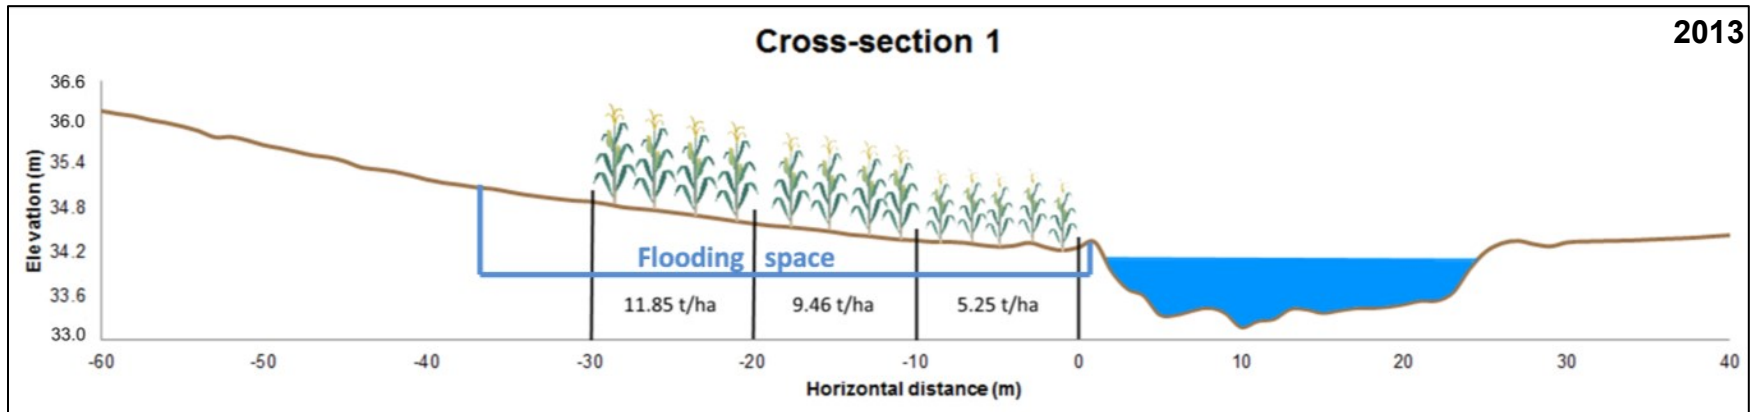 2013
Cross-section 1
36.6
36.0
35.4
34.8
34.2
33.6
33.0
Elevation (m)
Flooding space
11.85 t/ha 9.46 t/ha 5.25 t/ha
-60 -50 -40 -30 -20 -10 0 10 20 30 40
Horizontal distance (m)